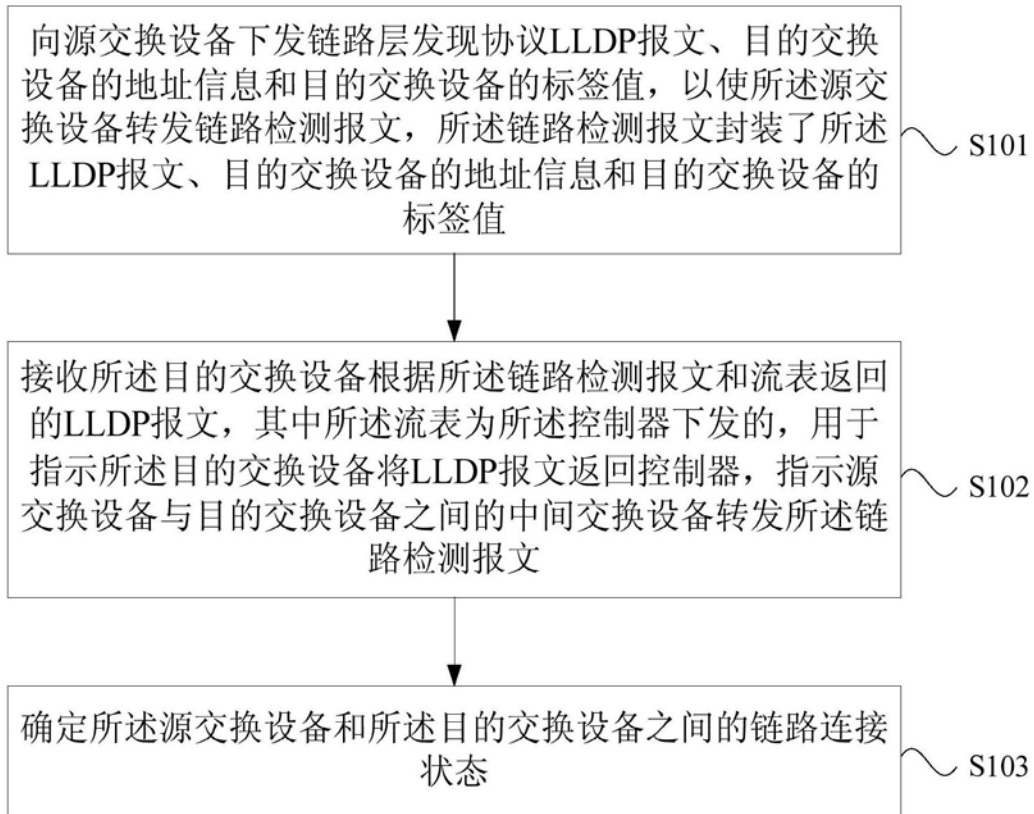 向源交换设备下发链路层发现协议LLDP报文、目的交换
设备的地址信息和目的交换设备的标签值，以使所述源交
换设备转发链路检测报文，所述链路检测报文封装了所述
LLDP报文、目的交换设备的地址信息和目的交换设备的
标签值
S101
接收所述目的交换设备根据所述链路检测报文和流表返回
的LLDP报文，其中所述流表为所述控制器下发的，用于
指示所述目的交换设备将LLDP报文返回控制器，指示源
交换设备与目的交换设备之间的中间交换设备转发所述链
路检测报文
S102
确定所述源交换设备和所述目的交换设备之间的链路连接
状态
S103